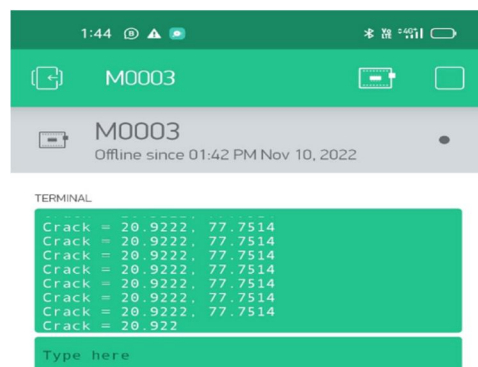 1:44
M0003
M0003
Offline since 01:42 PM Nov 10, 2022
TERMINAL
Crack = 20.9222, 77.7514
Crack = 20.9222, 77.7514
Crack = 20.9222, 77.7514
Crack = 20.9222, 77.7514
Crack = 20.9222, 77.7514
Crack = 20.9222, 77.7514
Crack = 20.9222, 77.7514
Crack = 20.922
Type here